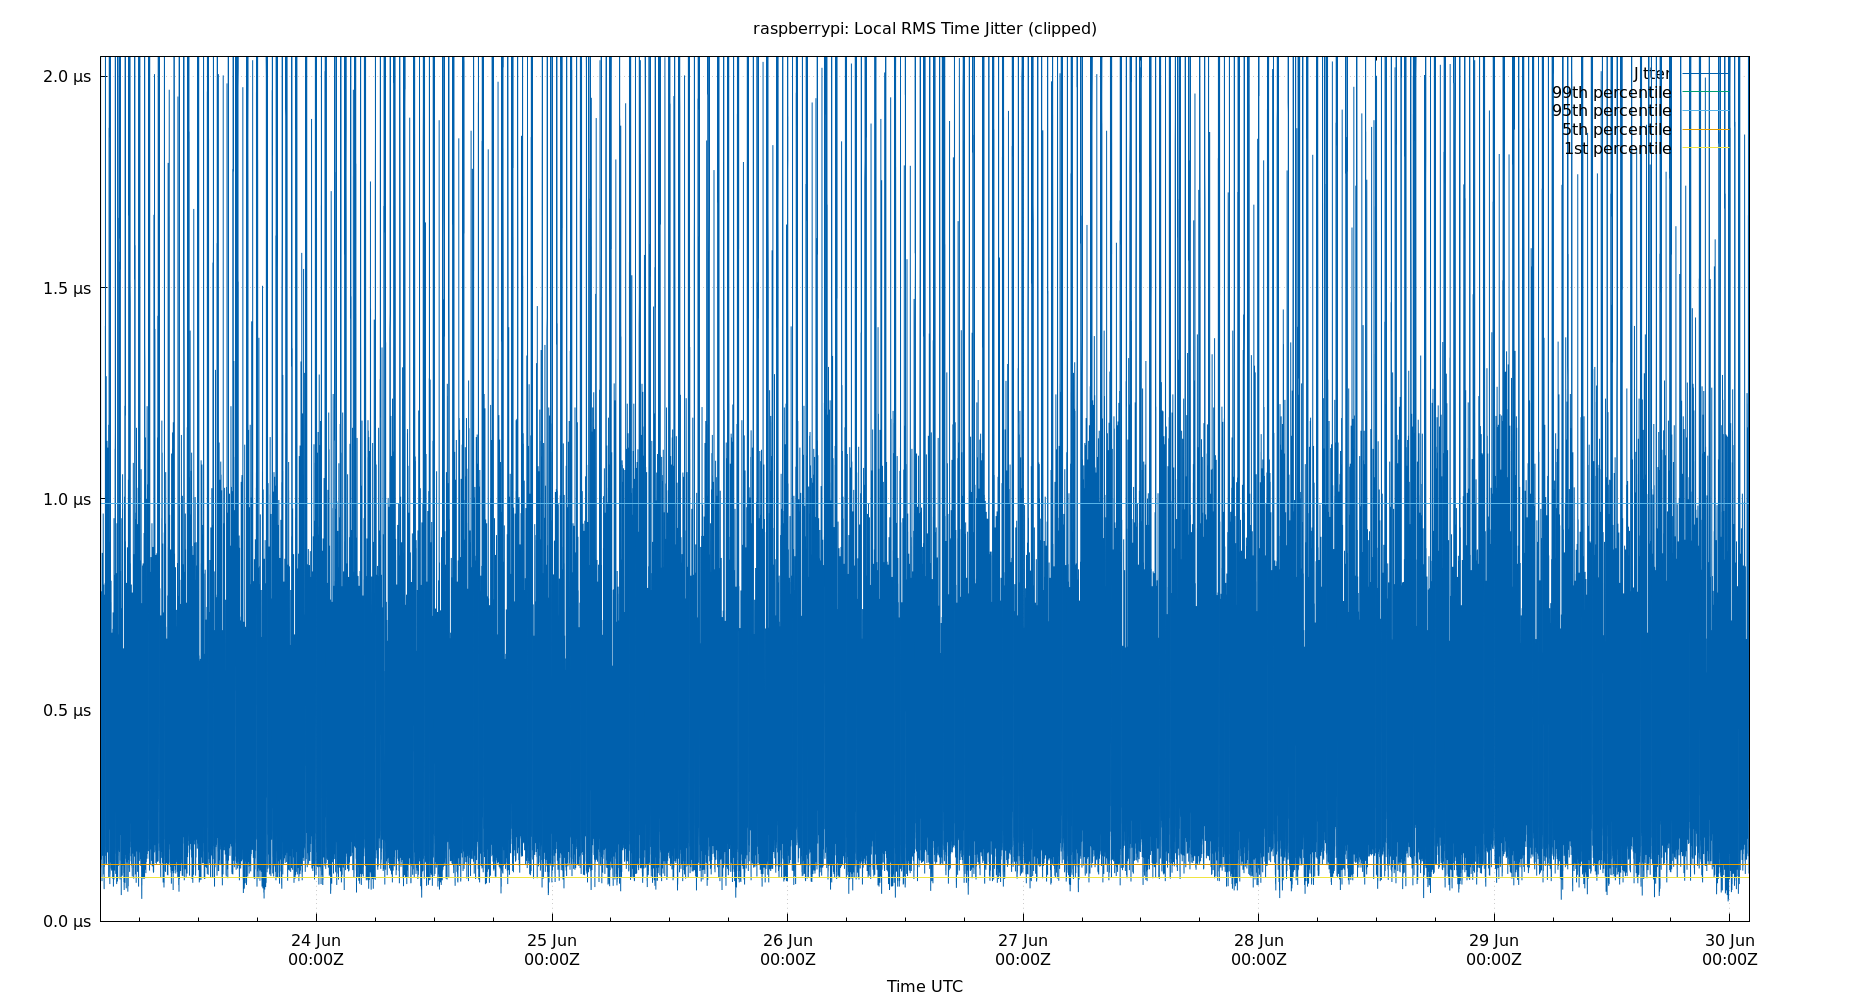 raspberrypi: Local RMS Time Jitter (clipped)
2.0 μs
1.5 μs
1.0 μs
0.5 μs
0.0 μs
Jitter
99th percentile
95th percentile
5th percentile
1st percentile
24 Jun 25 Jun 26 Jun 27 Jun 28 Jun 29 Jun 30 Jun
00:00Z 00:00Z 00:00Z 00:00Z 00:00Z 00:00Z 00:00Z
Time UTC